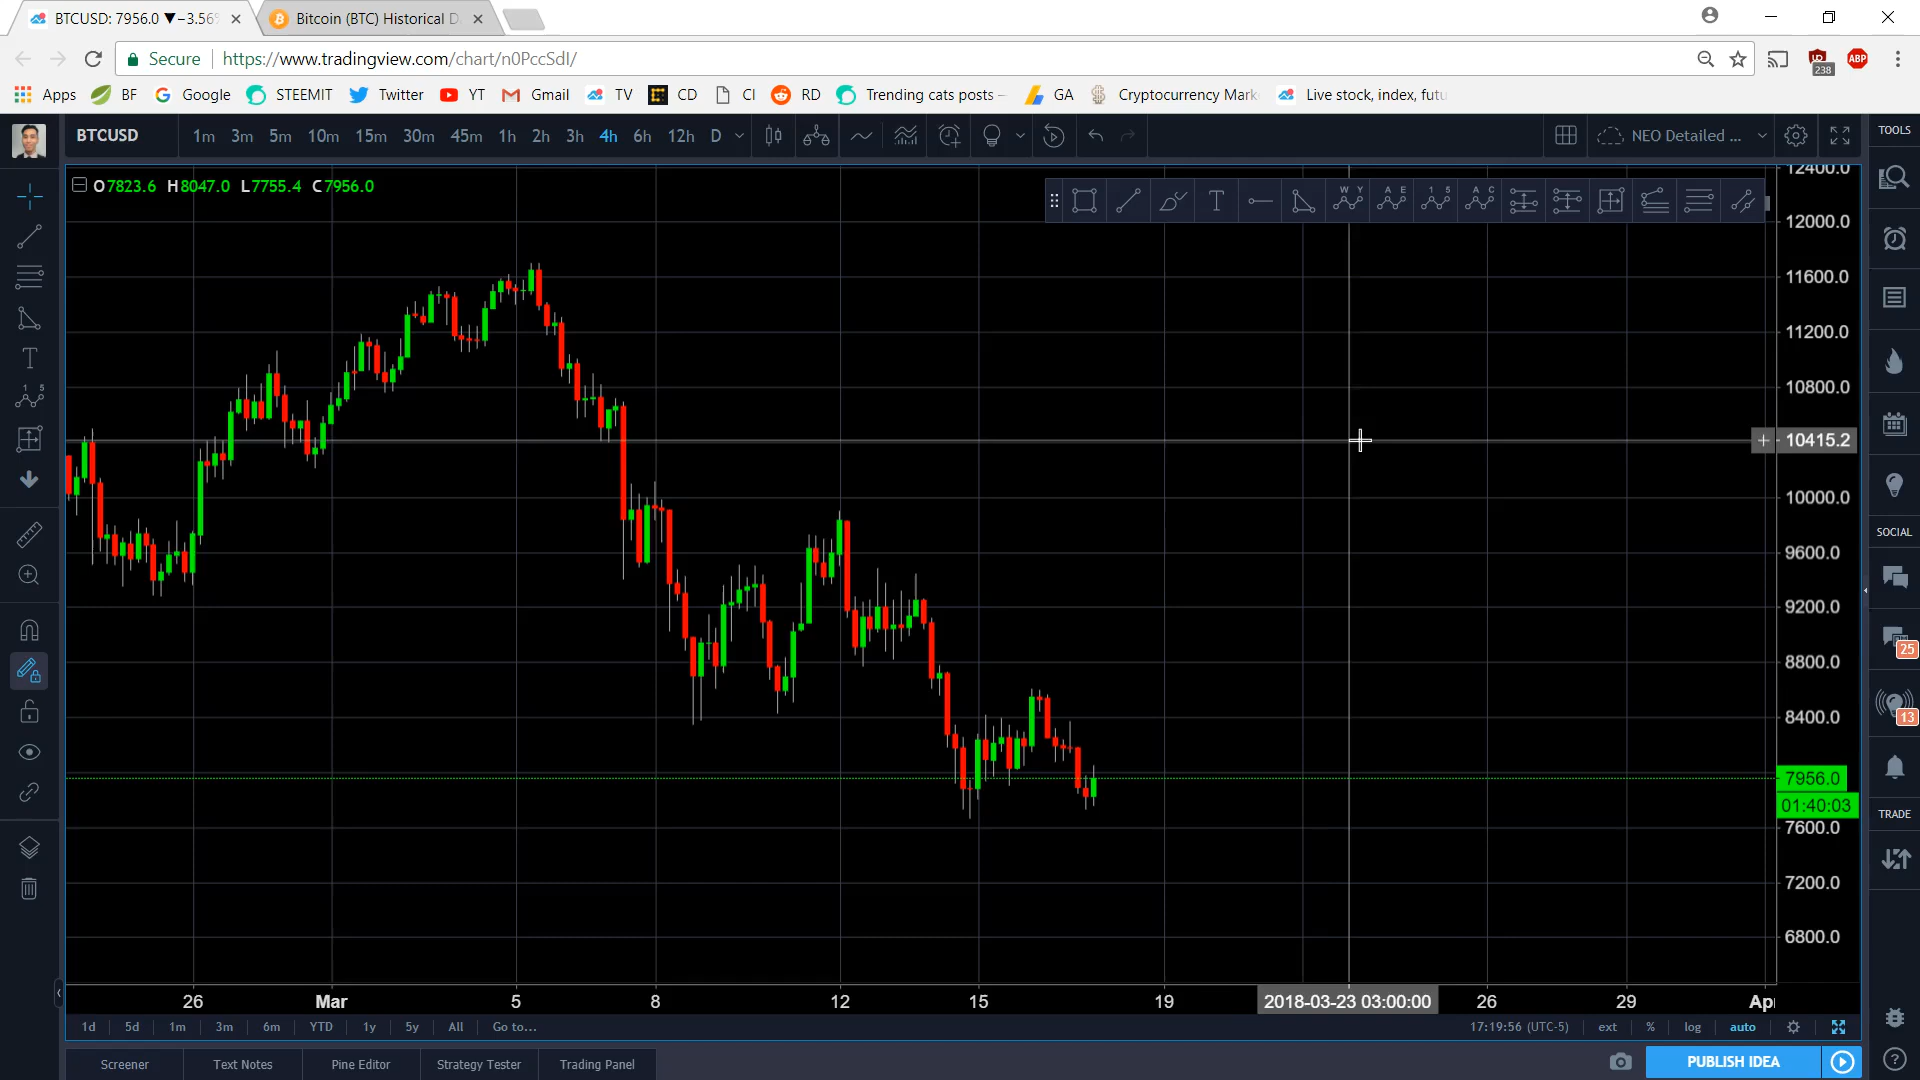 BTCUSD: 7956.0 ▼−3.56%
Bitcoin (BTC) Historical D
Secure https://www.tradingview.com/chart/n0PccSdI/
238
ABP
Apps BF Google STEEMIT Twitter YT Gmail TV CD CI RD Trending cats posts – GA Cryptocurrency Mark Live stock, index, futu
BTCUSD 1m 3m 5m 10m 15m 30m 45m 1h 2h 3h 4h 6h 12h D NEO Detailed ... TOOLS
O7823.6 H8047.0 L7755.4 C7956.0
T W Y A E 1 5 A C
12400.0
12000.0
11600.0
11200.0
10800.0
10415.2
10000.0
9600.0
9200.0
8800.0
8400.0
7956.0
01:40:03
7600.0
7200.0
6800.0
T
1 5
SOCIAL
25
13
TRADE
26 Mar 5 8 12 15 19 2018-03-23 03:00:00 26 29 Ap
1d 5d 1m 3m 6m YTD 1y 5y All Go to... 17:19:56 (UTC-5) ext % log auto
Screener Text Notes Pine Editor Strategy Tester Trading Panel PUBLISH IDEA